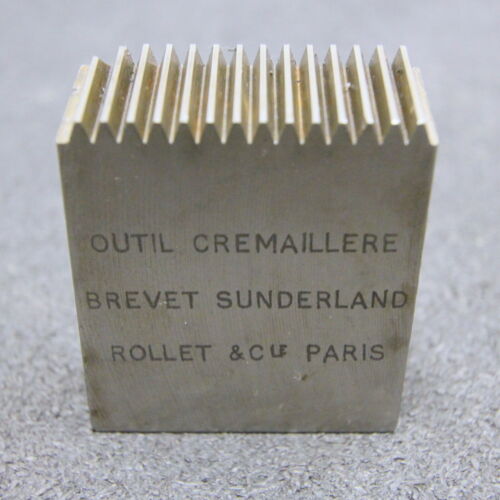 OUTIL CREMAILLERE
BREVET SUNDERLAND
ROLLET & CIE PARIS